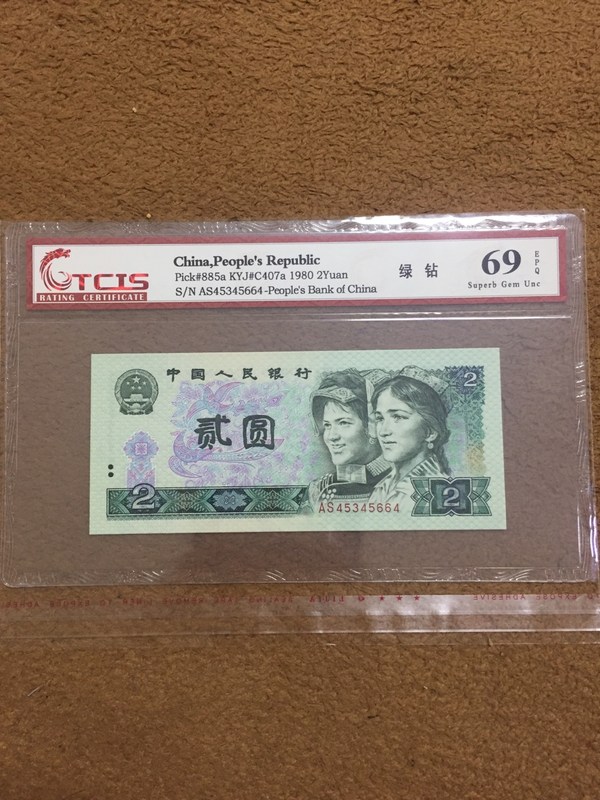 TCIS
RATING CERTIFICATE
China,People's Republic
Pick#885a KYJ#C407a 1980 2Yuan
S/N AS45345664-People's Bank of China
绿钻
69
EPQ
Superb Gem Unc
中国人民银行
2
贰圆
2
2
AS45345664